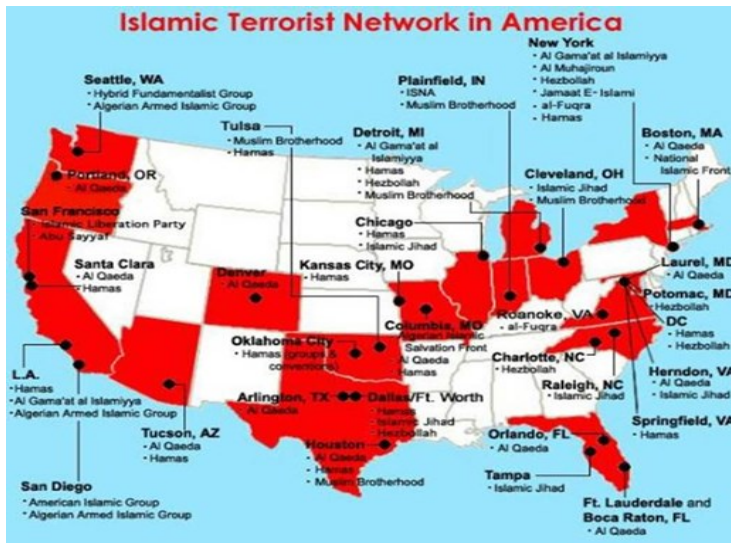 Islamic Terrorist Network in America
Seattle, WA
· Hybrid Fundamentalist Group
· Algerian Armed Islamic Group
Portland, OR
· Al Qaeda
San Francisco
· Islamic Liberation Party
· Abu Sayyaf
Santa Clara
· Al Qaeda
· Hamas
L.A.
· Hamas
· Al Gama'at al Islamiyya
· Algerian Armed Islamic Group
San Diego
· American Islamic Group
· Algerian Armed Islamic Group
Tucson, AZ
· Al Qaeda
· Hamas
Denver
· Al Qaeda
Tulsa
· Muslim Brotherhood
· Hamas
Oklahoma City
· Hamas (groups &
conventions)
Arlington, TX
· Al Qaeda
Dallas/Ft. Worth
· Hamas
· Islamic Jihad
· Hezbollah
Houston
· Al Qaeda
· Hamas
· Muslim Brotherhood
Kansas City, MO
· Hamas
Columbia, MO
· Algerian Islamic
Salvation Front
· Al Qaeda
· Hamas
Chicago
· Hamas
· Islamic Jihad
Detroit, MI
· Al Gama'at al
Islamiyya
· Hamas
· Hezbollah
· Muslim Brotherhood
Plainfield, IN
· ISNA
· Muslim Brotherhood
Cleveland, OH
· Islamic Jihad
· Muslim Brotherhood
New York
· Al Gama'at al Islamiyya
· Al Muhajiroun
· Hezbollah
· Jamaat E- Islami
· al-Fuqra
· Hamas
Boston, MA
· Al Qaeda
· National
Islamic Front
Laurel, MD
· Al Qaeda
Potomac, MD
· Hezbollah
DC
· Hamas
· Hezbollah
Herndon, VA
· Al Qaeda
· Islamic Jihad
Springfield, VA
· Hamas
Roanoke, VA
· al-Fuqra
Charlotte, NC
· Hezbollah
Raleigh, NC
· Islamic Jihad
Orlando, FL
· Al Qaeda
Tampa
· Islamic Jihad
Ft. Lauderdale and
Boca Raton, FL
· Al Qaeda